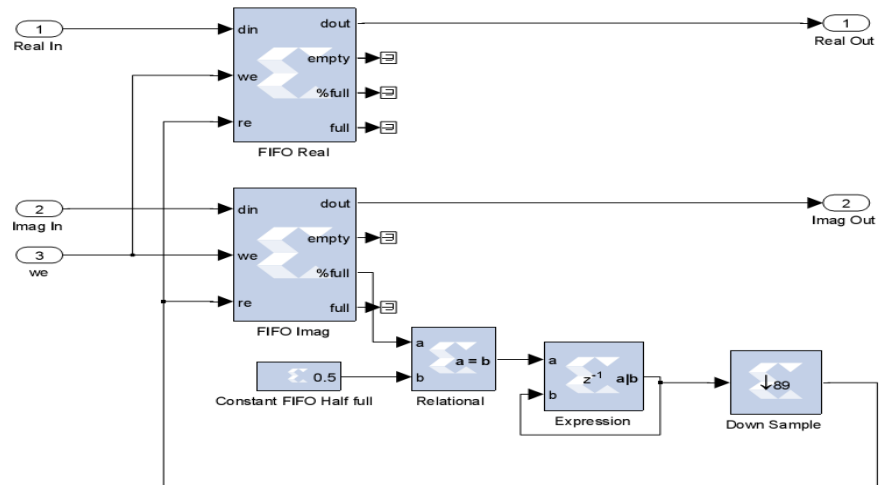 1
Real In
din
we
re
dout
empty
%full
full
FIFO Real
1
Real Out
2
Imag In
3
we
din
we
re
dout
empty
%full
full
FIFO Imag
2
Imag Out
0.5
Constant FIFO Half full
a
b
a = b
Relational
a
b
z⁻¹ a|b
Expression
↓89
Down Sample